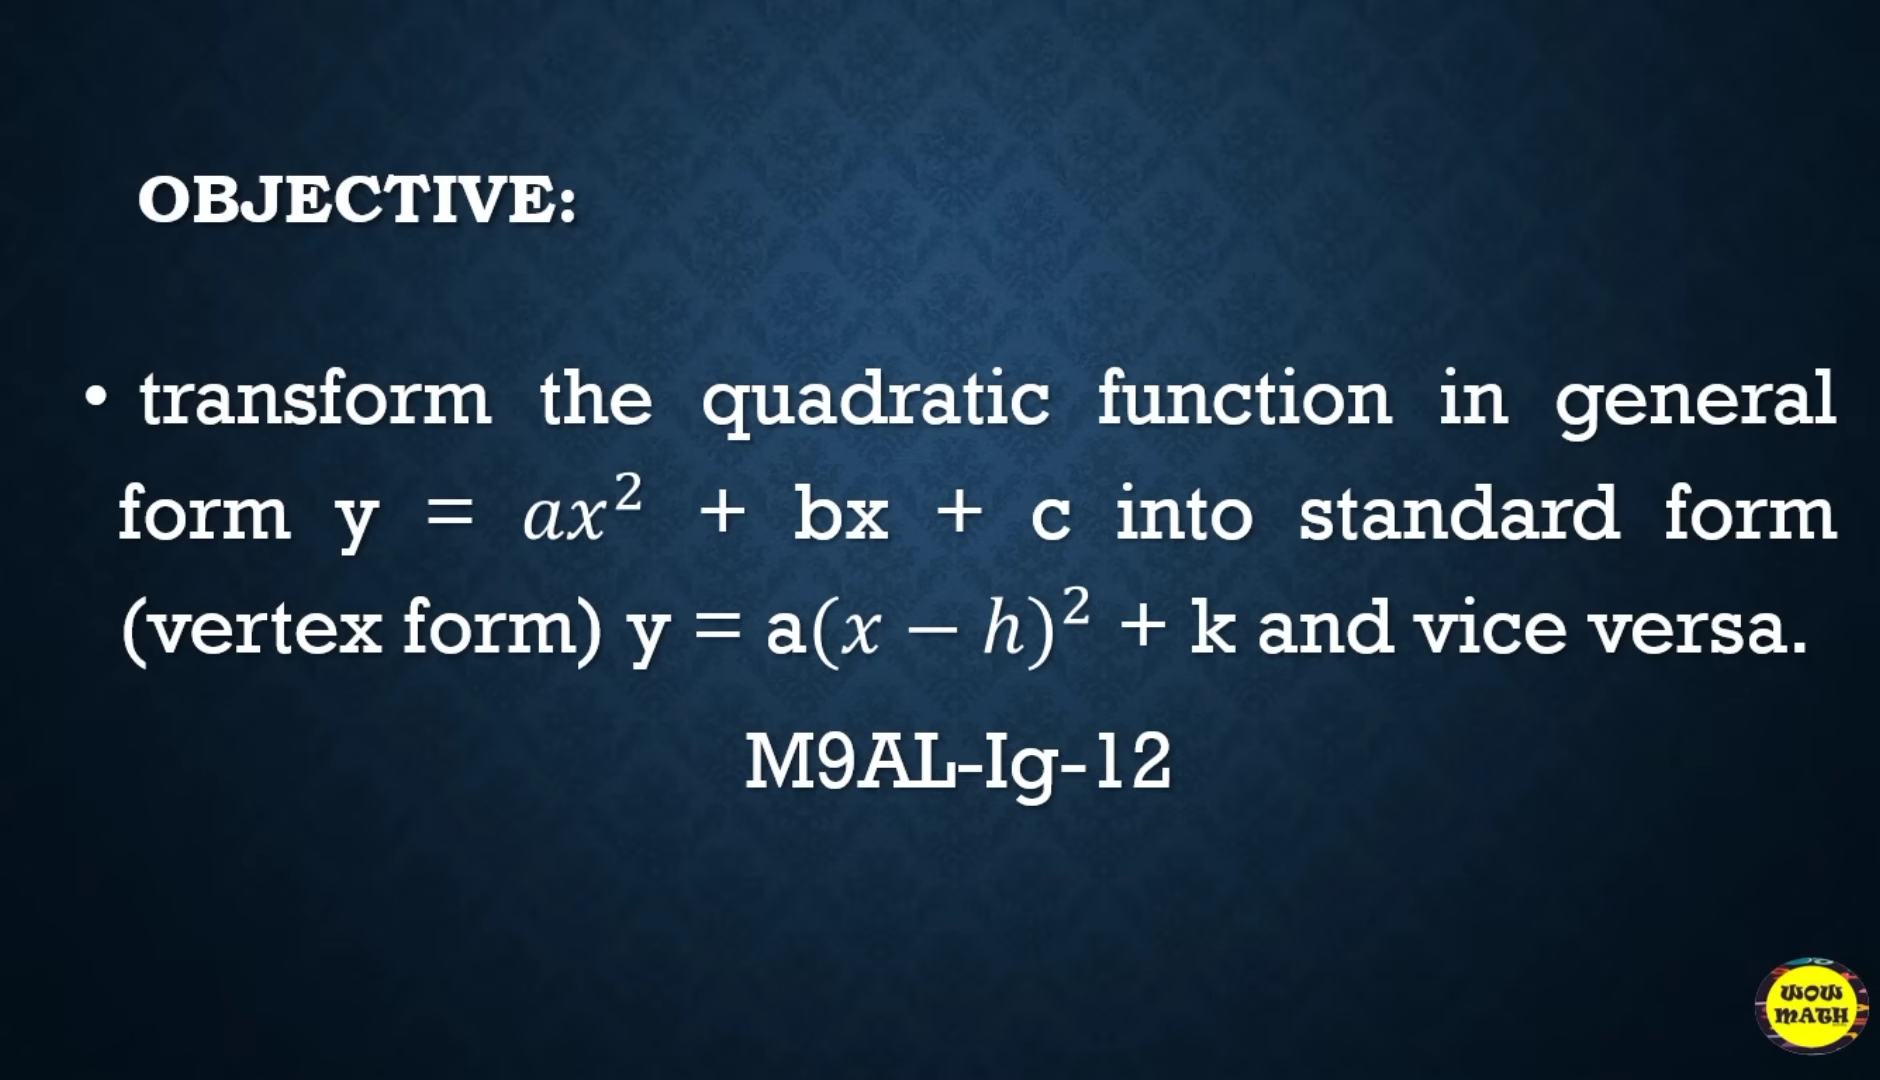 OBJECTIVE:
• transform the quadratic function in general
form y = 𝑎𝑥² + bx + c into standard form
(vertex form) y = a(𝑥 − ℎ)² + k and vice versa.
M9AL-Ig-12
WOW
MATH